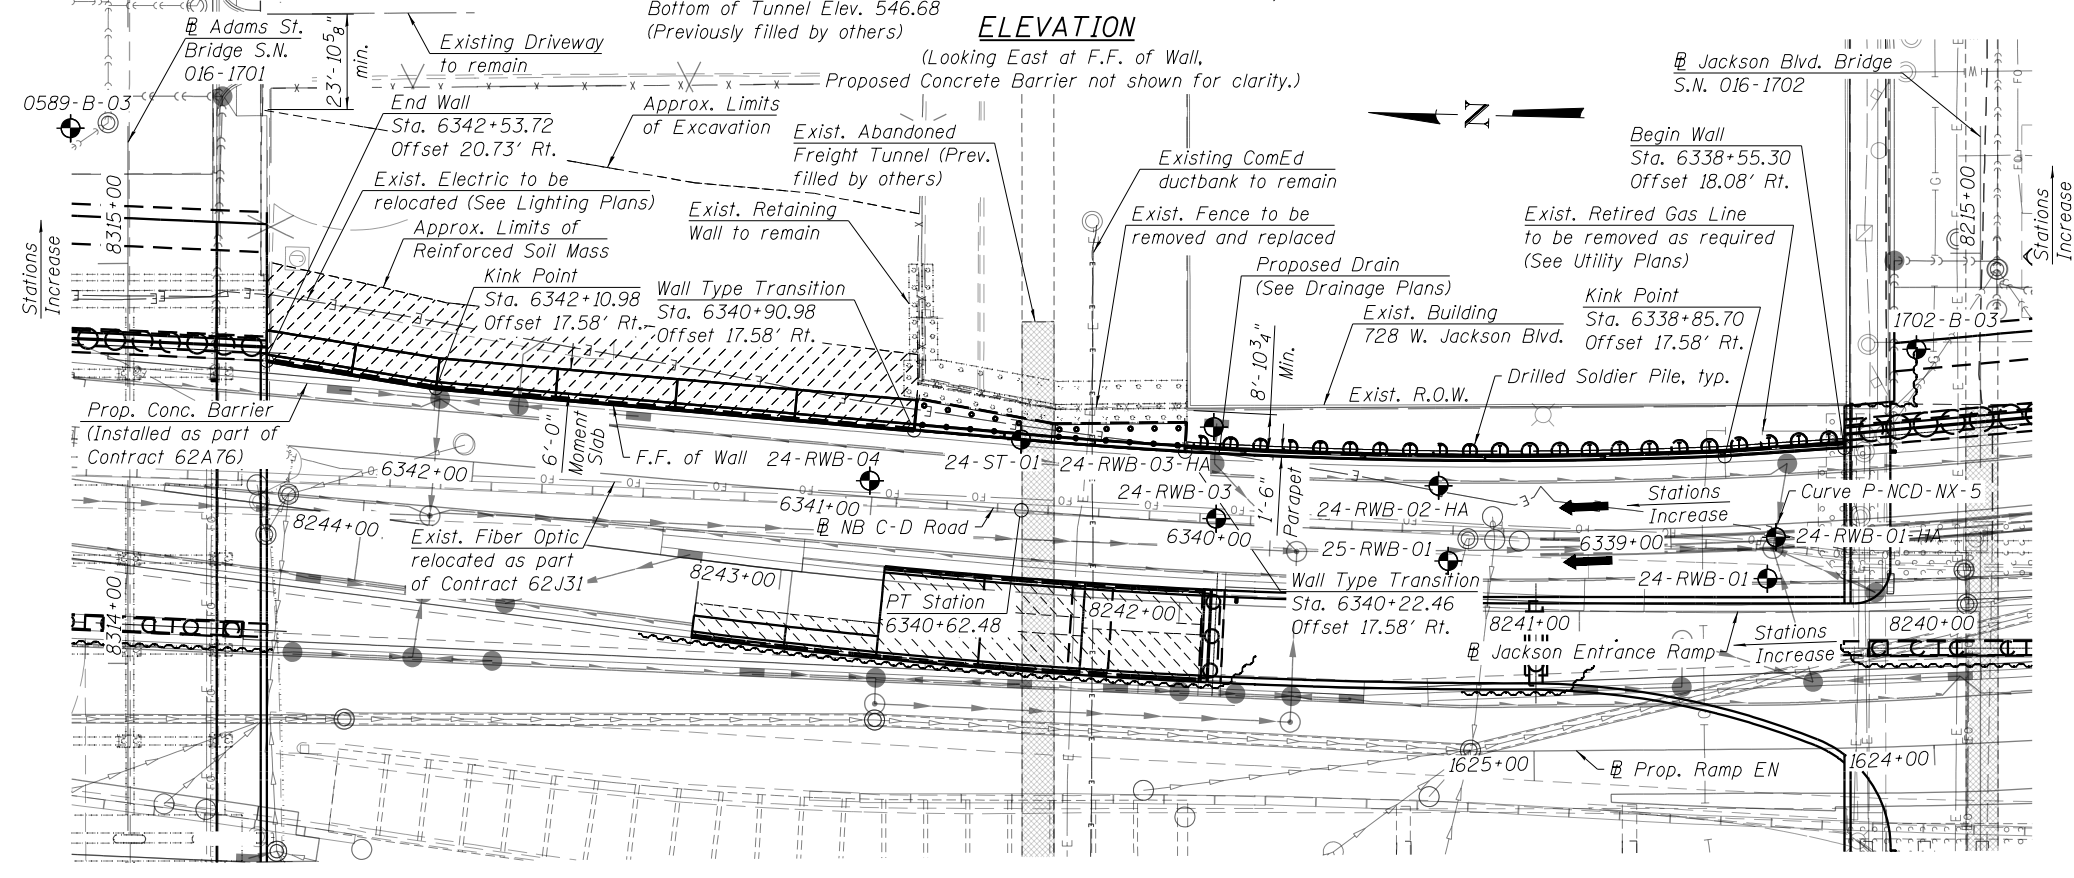 Bottom of Tunnel Elev. 546.68
(Previously filled by others)
ELEVATION
(Looking East at F.F. of Wall,
Proposed Concrete Barrier not shown for clarity.)
℄ Adams St.
Bridge S.N.
016-1701
23'-10 5/8"
min.
Existing Driveway
to remain
℄ Jackson Blvd. Bridge
S.N. 016-1702
0589-B-03
End Wall
Sta. 6342+53.72
Offset 20.73' Rt.
Approx. Limits
of Excavation
Exist. Abandoned
Freight Tunnel (Prev.
filled by others)
N
Begin Wall
Sta. 6338+55.30
Offset 18.08' Rt.
Existing ComEd
ductbank to remain
8315+00
Exist. Electric to be
relocated (See Lighting Plans)
Exist. Retaining
Wall to remain
Exist. Fence to be
removed and replaced
Exist. Retired Gas Line
to be removed as required
(See Utility Plans)
8215+00
Stations
Increase
Stations
Increase
Approx. Limits of
Reinforced Soil Mass
Kink Point
Sta. 6342+10.98
Offset 17.58' Rt.
Wall Type Transition
Sta. 6340+90.98
Offset 17.58' Rt.
Proposed Drain
(See Drainage Plans)
Exist. Building
728 W. Jackson Blvd.
Kink Point
Sta. 6338+85.70
Offset 17.58' Rt.
1702-B-03
8'-10 3/4"
Min.
Drilled Soldier Pile, typ.
Exist. R.O.W.
Prop. Conc. Barrier
(Installed as part of
Contract 62A76)
6342+00
6'-0"
Moment
Slab
F.F. of Wall
24-RWB-04
24-ST-01
24-RWB-03-HA
24-RWB-03
1'-6"
Parapet
24-RWB-02-HA
Stations
Increase
Curve P-NCD-NX-5
8244+00
6341+00
℄ NB C-D Road
6340+00
25-RWB-01
6339+00
24-RWB-01-HA
Exist. Fiber Optic
relocated as part
of Contract 62J31
8243+00
24-RWB-01
8314+00
PT Station
6340+62.48
8242+00
Wall Type Transition
Sta. 6340+22.46
Offset 17.58' Rt.
8241+00
8240+00
℄ Jackson Entrance Ramp
Stations
Increase
1625+00
℄ Prop. Ramp EN
1624+00